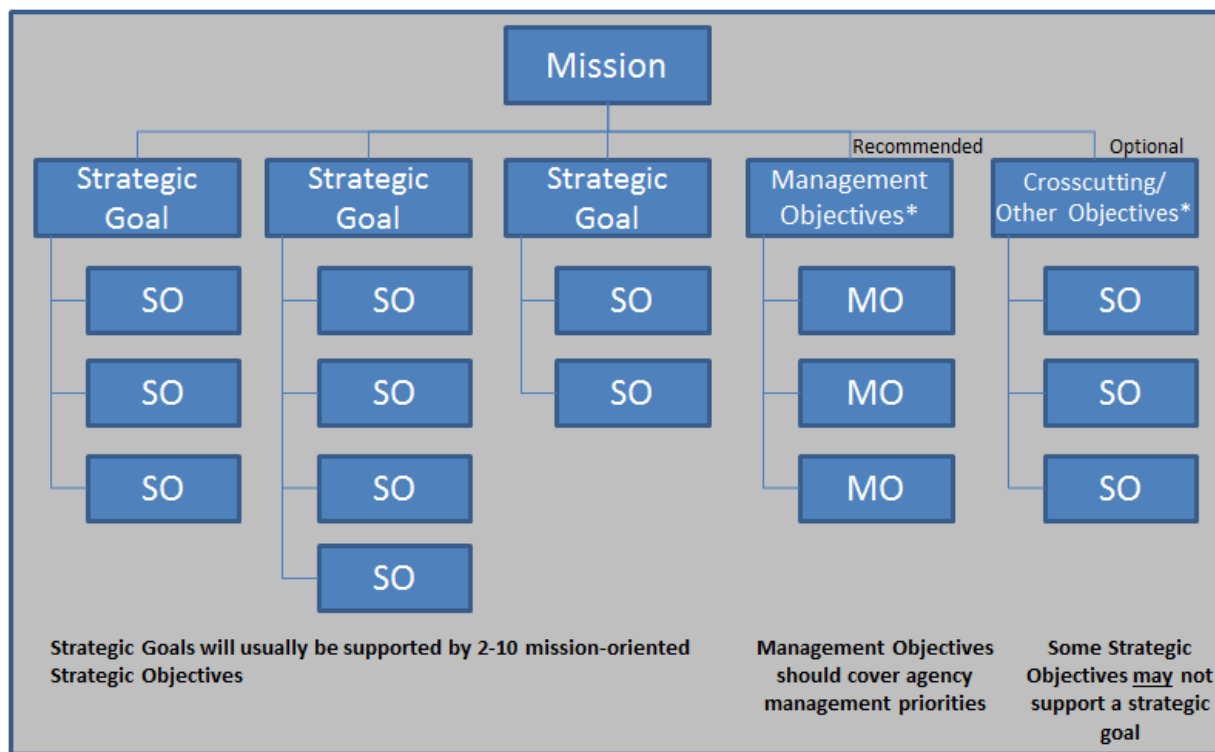 Mission
Recommended
Optional
Strategic
Goal
Strategic
Goal
Strategic
Goal
Management
Objectives*
Crosscutting/
Other Objectives*
SO
SO
SO
MO
SO
SO
SO
SO
MO
SO
SO
SO
MO
SO
SO
Strategic Goals will usually be supported by 2-10 mission-oriented
Strategic Objectives
Management Objectives
should cover agency
management priorities
Some Strategic
Objectives may not
support a strategic
goal